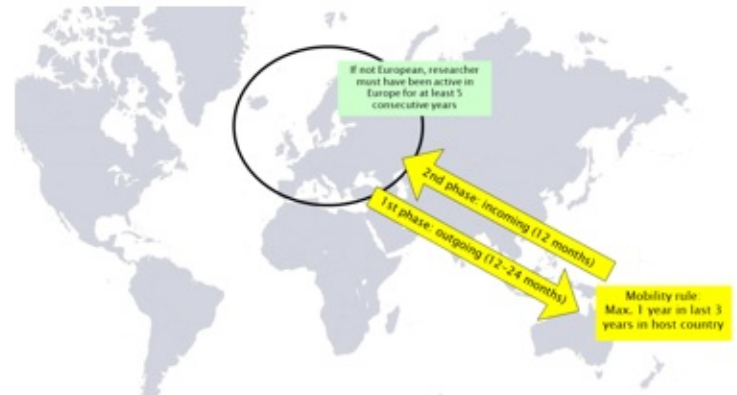 If not European, researcher
must have been active in
Europe for at least 5
consecutive years
2nd phase: incoming (12 months)
1st phase: outgoing (12-24 months)
Mobility rule:
Max. 1 year in last 3
years in host country